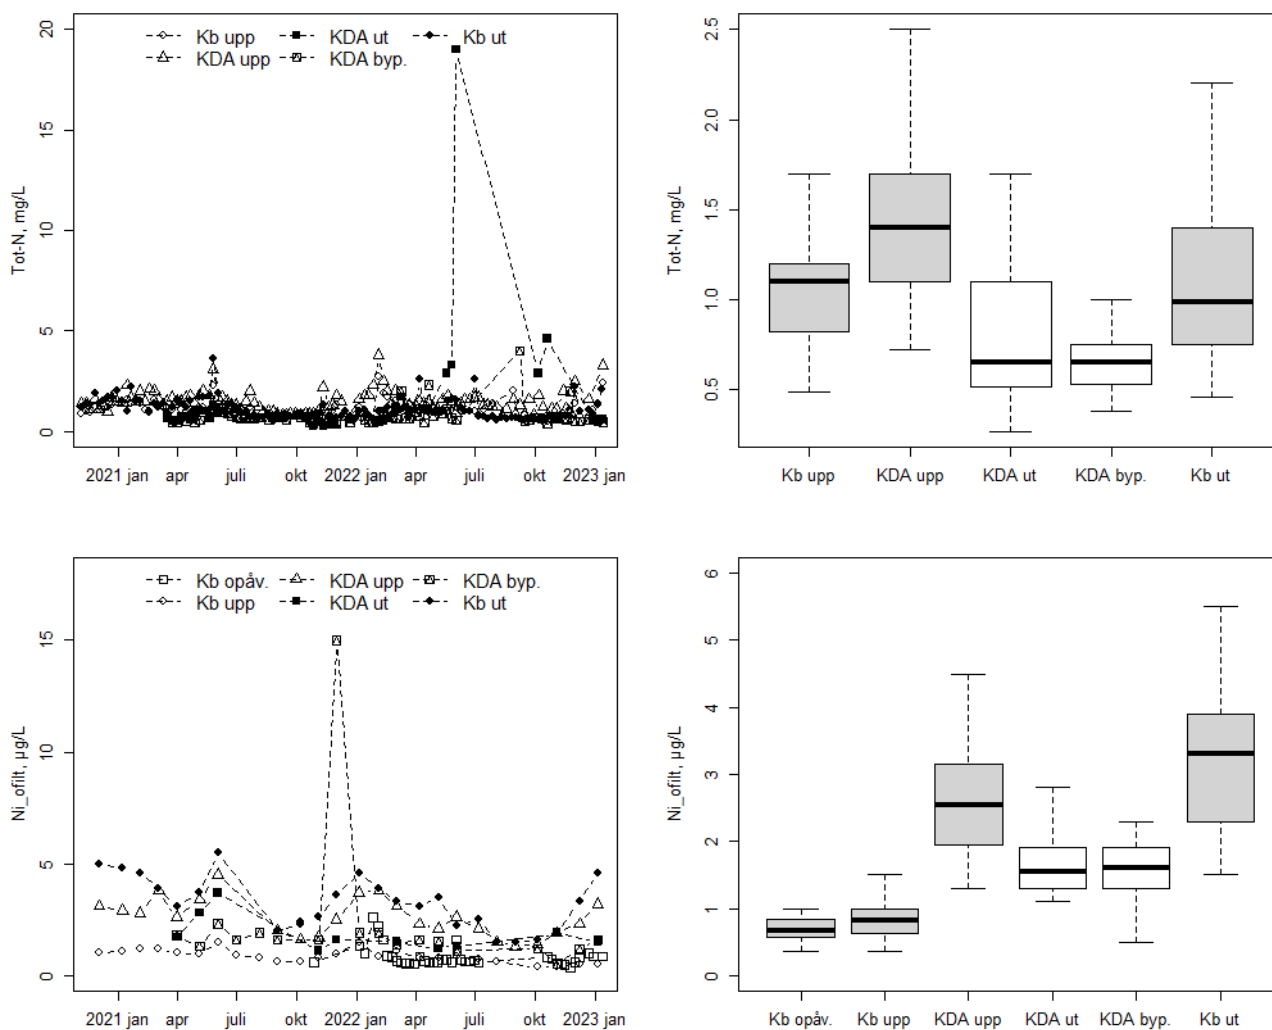 Kb upp KDA ut Kb ut
KDA upp KDA byp.
Tot-N, mg/L
20
15
10
5
0
2021 jan apr juli okt 2022 jan apr juli okt 2023 jan
Tot-N, mg/L
2.5
2.0
1.5
1.0
0.5
Kb upp KDA upp KDA ut KDA byp. Kb ut
Kb opåv. KDA upp KDA byp.
Kb upp KDA ut Kb ut
Ni_ofilt, µg/L
15
10
5
0
2021 jan apr juli okt 2022 jan apr juli okt 2023 jan
Ni_ofilt, µg/L
6
5
4
3
2
1
0
Kb opåv. Kb upp KDA upp KDA ut KDA byp. Kb ut